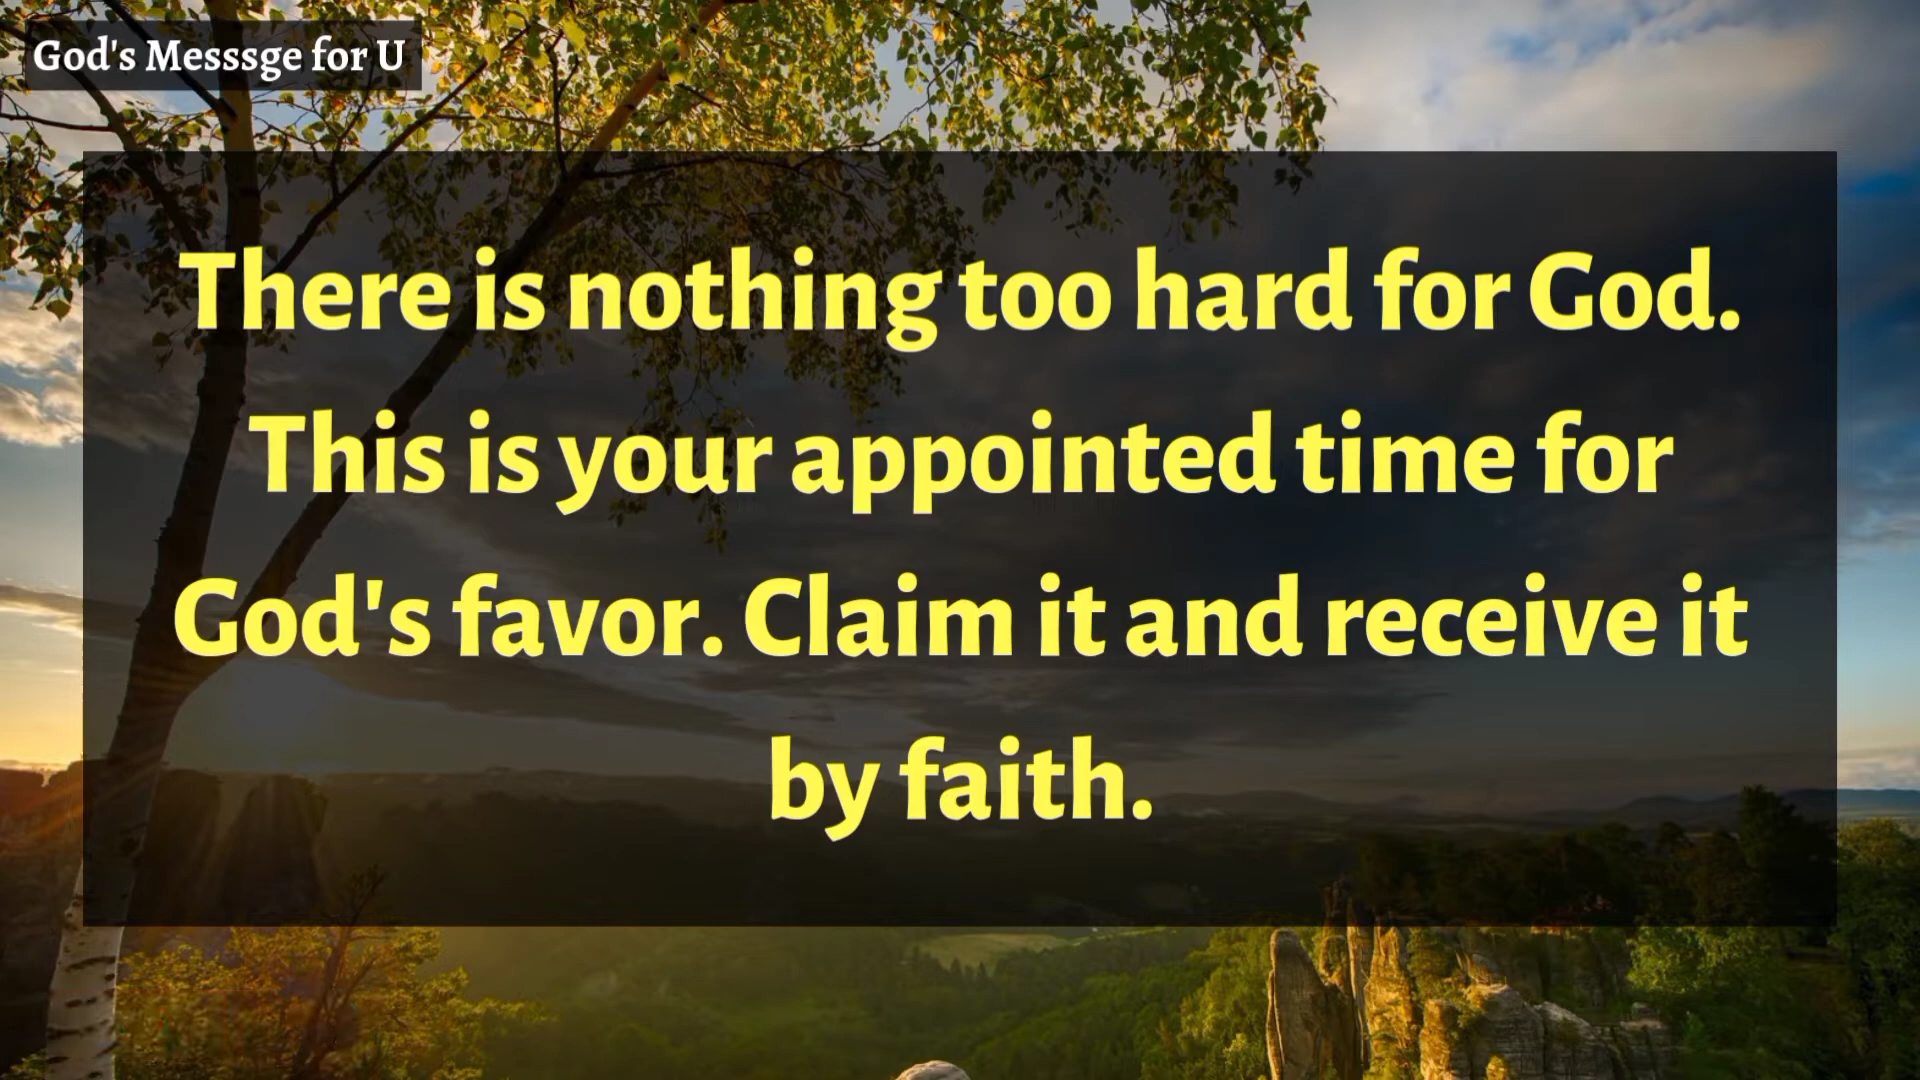 God's Messsge for U
There is nothing too hard for God.
This is your appointed time for
God's favor. Claim it and receive it
by faith.